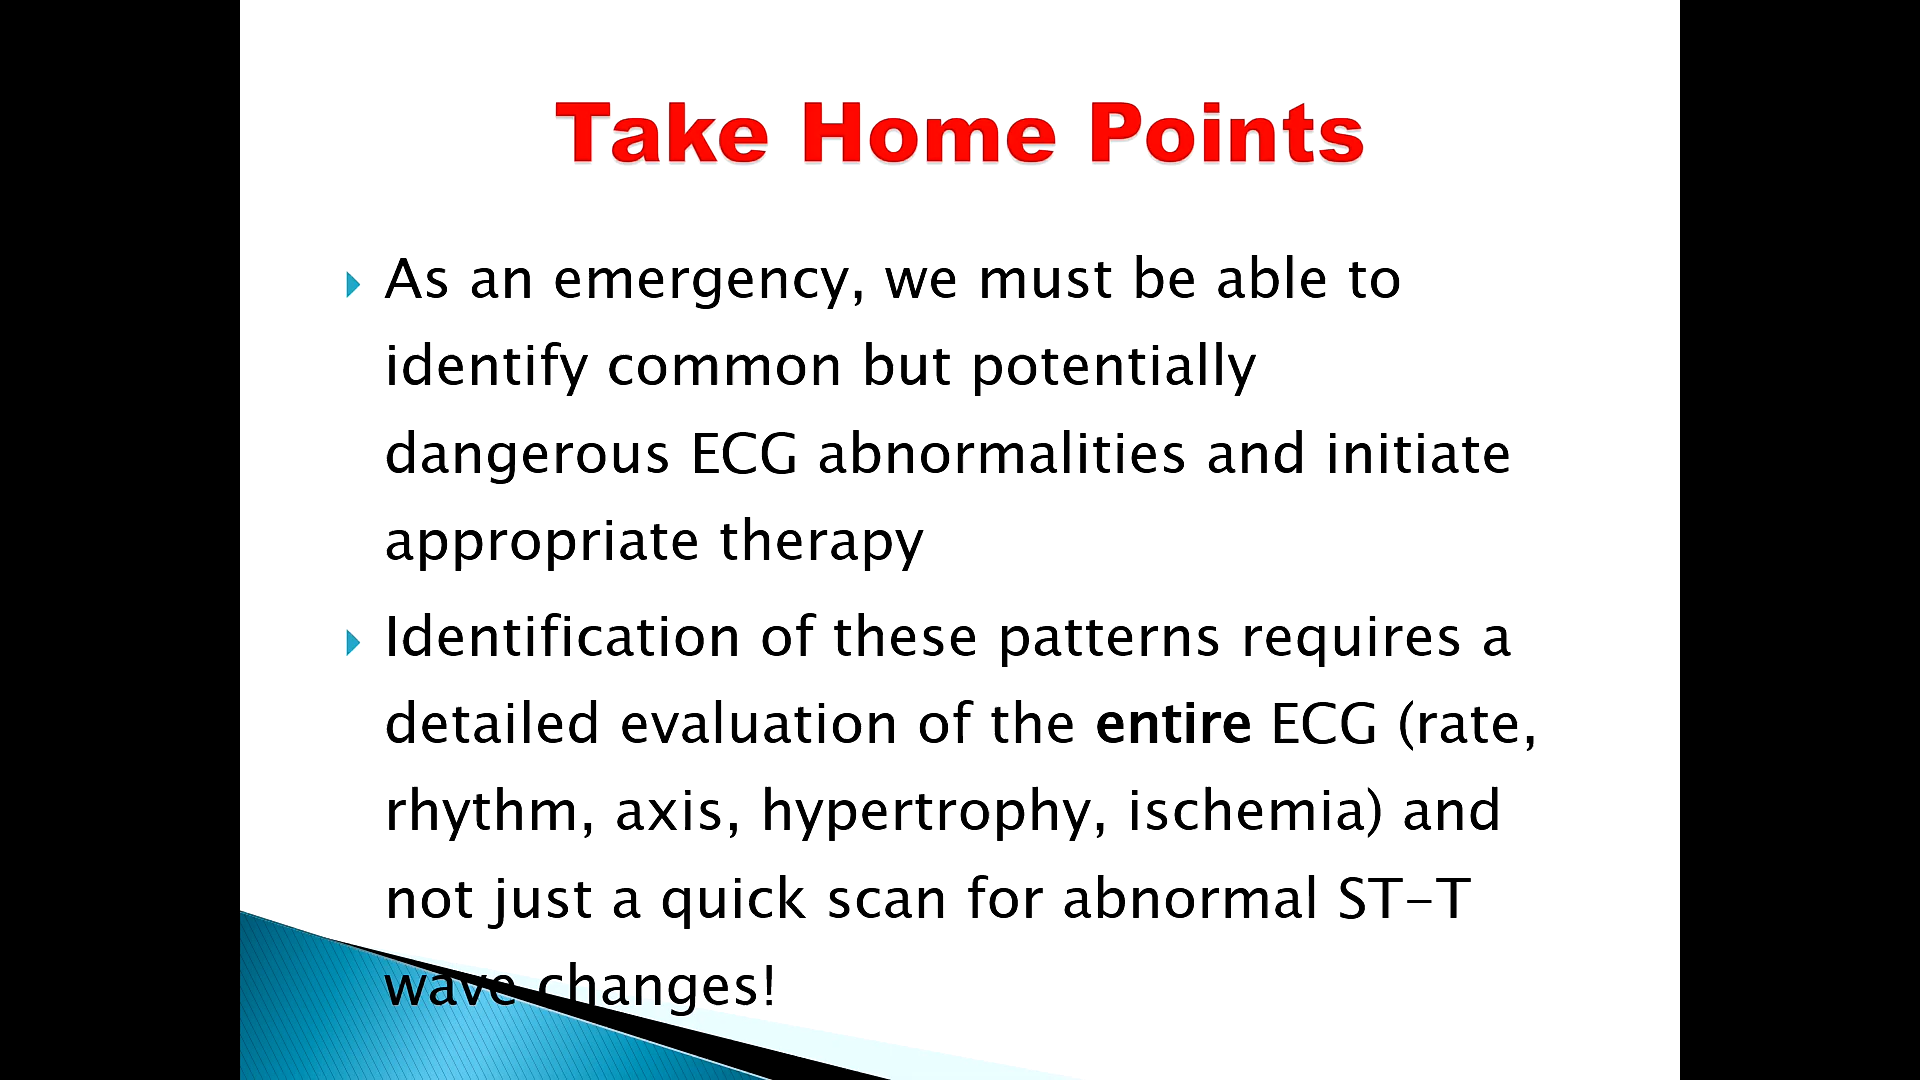 Take Home Points
As an emergency, we must be able to
identify common but potentially
dangerous ECG abnormalities and initiate
appropriate therapy
Identification of these patterns requires a
detailed evaluation of the entire ECG (rate,
rhythm, axis, hypertrophy, ischemia) and
not just a quick scan for abnormal ST-T
wave changes!